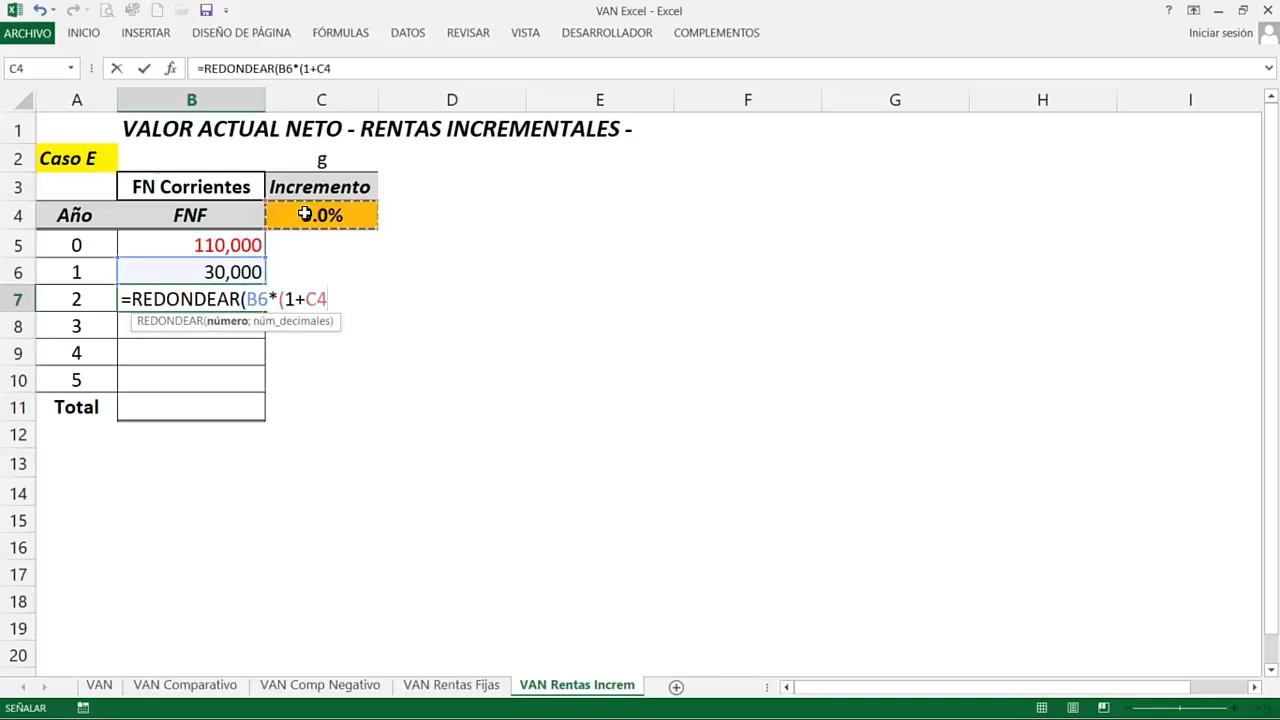 VAN Excel - Excel
ARCHIVO INICIO INSERTAR DISEÑO DE PÁGINA FÓRMULAS DATOS REVISAR VISTA DESARROLLADOR COMPLEMENTOS Iniciar sesión
C4 fx =REDONDEAR(B6*(1+C4
A B C D E F G H I
1 VALOR ACTUAL NETO - RENTAS INCREMENTALES -
2 Caso E g
3 FN Corrientes Incremento
4 Año FNF .0%
5 0 110,000
6 1 30,000
7 2 =REDONDEAR(B6*(1+C4
REDONDEAR(número; núm_decimales)
8 3
9 4
10 5
11 Total
12
13
14
15
16
17
18
19
20
VAN VAN Comparativo VAN Comp Negativo VAN Rentas Fijas VAN Rentas Increm
SEÑALAR